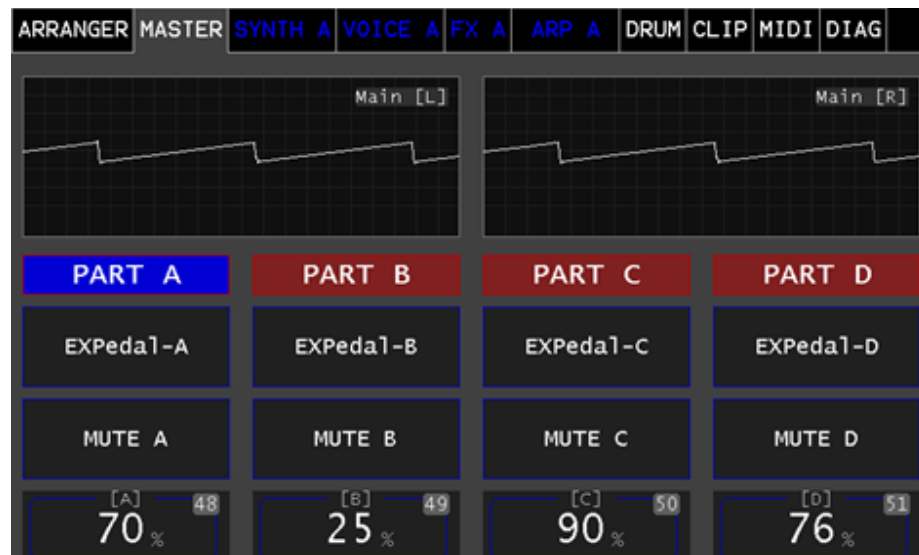 ARRANGER MASTER SYNTH A VOICE A FX A ARP A DRUM CLIP MIDI DIAG
Main [L] Main [R]
PART A PART B PART C PART D
EXPedal-A EXPedal-B EXPedal-C EXPedal-D
MUTE A MUTE B MUTE C MUTE D
[A] 48 [B] 49 [C] 50 [D] 51
70 % 25 % 90 % 76 %